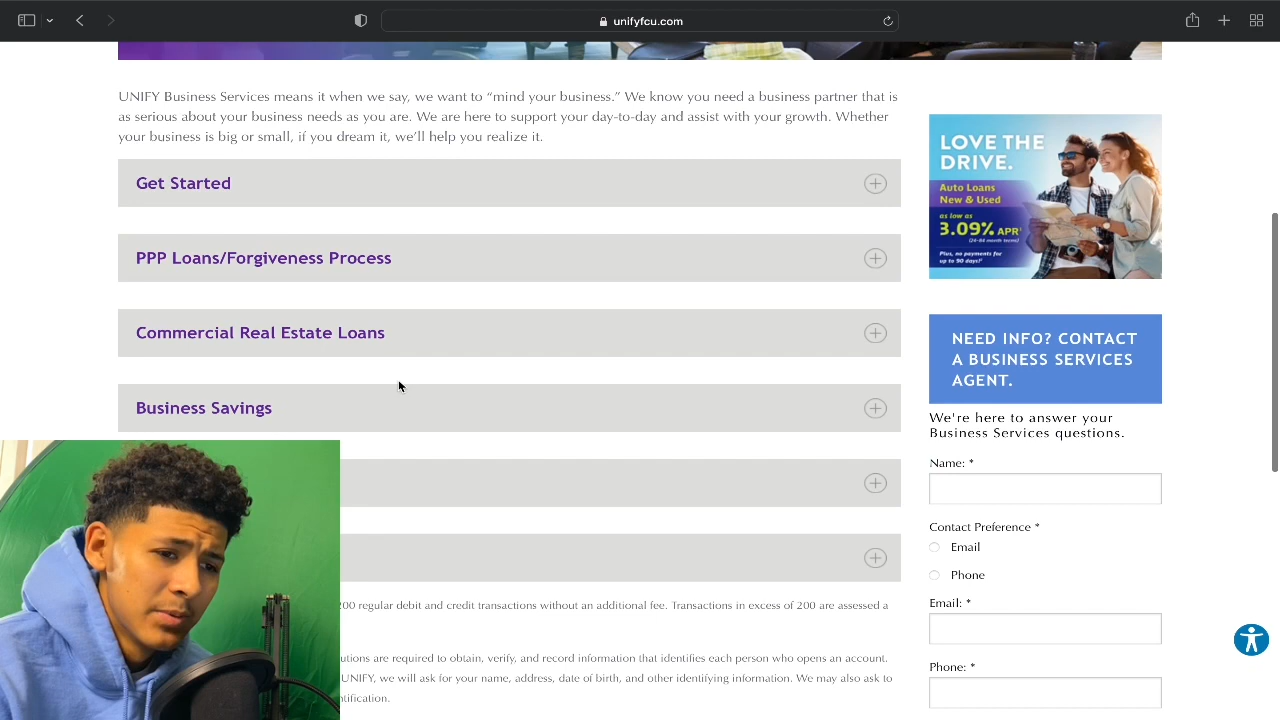 unifyfcu.com
UNIFY Business Services means it when we say, we want to “mind your business.” We know you need a business partner that is
as serious about your business needs as you are. We are here to support your day-to-day and assist with your growth. Whether
your business is big or small, if you dream it, we’ll help you realize it.
Get Started
PPP Loans/Forgiveness Process
Commercial Real Estate Loans
Business Savings
200 regular debit and credit transactions without an additional fee. Transactions in excess of 200 are assessed a
utions are required to obtain, verify, and record information that identifies each person who opens an account.
UNIFY, we will ask for your name, address, date of birth, and other identifying information. We may also ask to
ntification.
LOVE THE
DRIVE.
Auto Loans
New & Used
as low as
3.09% APR¹
(24-64 month terms)
Plus, no payments for
up to 90 days!²
NEED INFO? CONTACT
A BUSINESS SERVICES
AGENT.
We're here to answer your
Business Services questions.
Name: *
Contact Preference *
Email
Phone
Email: *
Phone: *